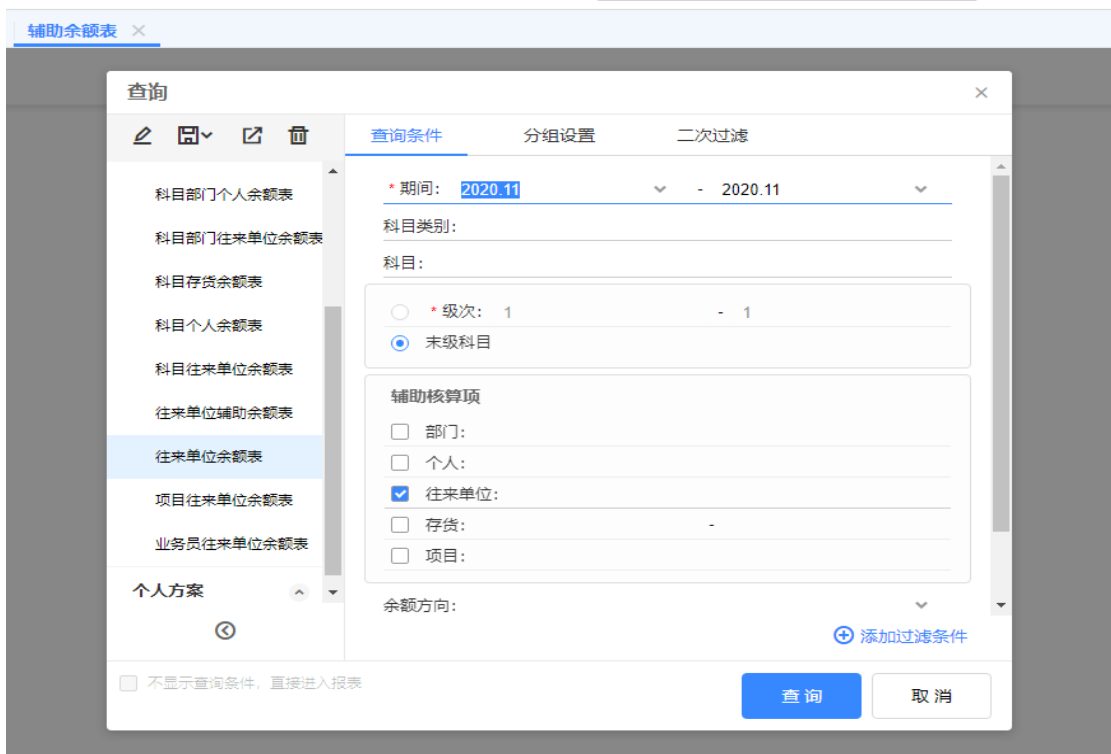 辅助余额表
查询
查询条件 分组设置 二次过滤
科目部门个人余额表
科目部门往来单位余额表
科目存货余额表
科目个人余额表
科目往来单位余额表
往来单位辅助余额表
往来单位余额表
项目往来单位余额表
业务员往来单位余额表
个人方案
* 期间: 2020.11 - 2020.11
科目类别:
科目:
* 级次: 1 - 1
末级科目
辅助核算项
部门:
个人:
往来单位:
存货: -
项目:
余额方向:
添加过滤条件
不显示查询条件，直接进入报表
查询 取消